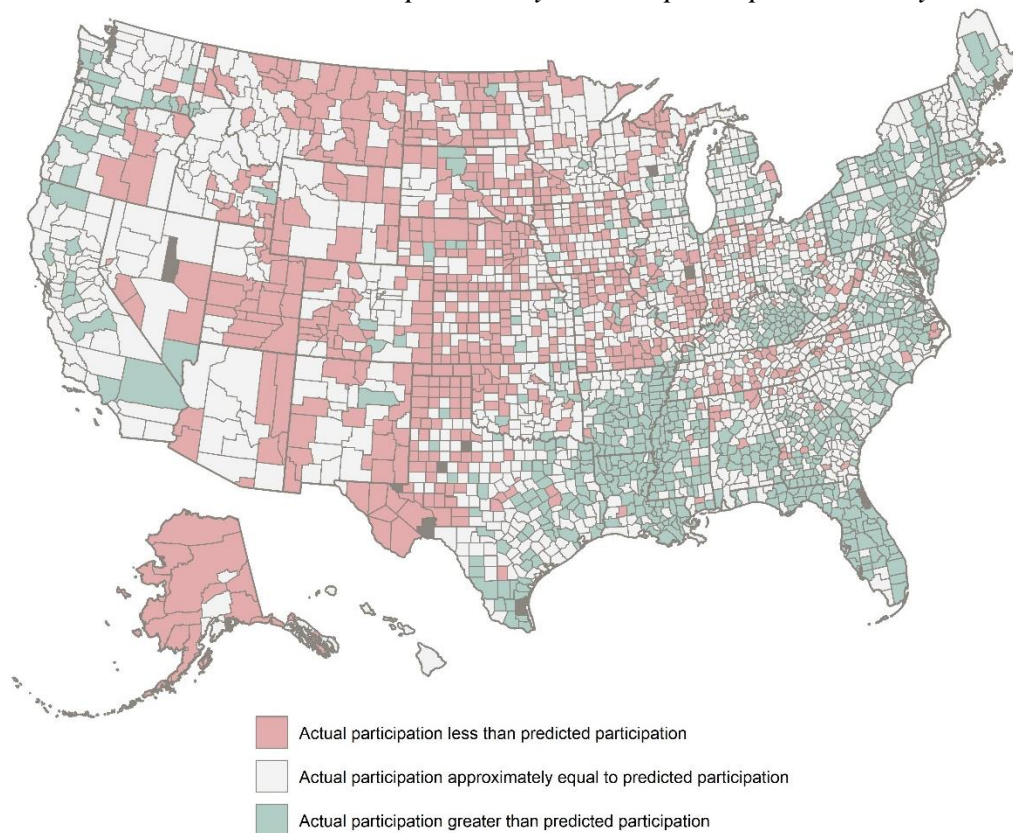 Actual participation less than predicted participation
Actual participation approximately equal to predicted participation
Actual participation greater than predicted participation